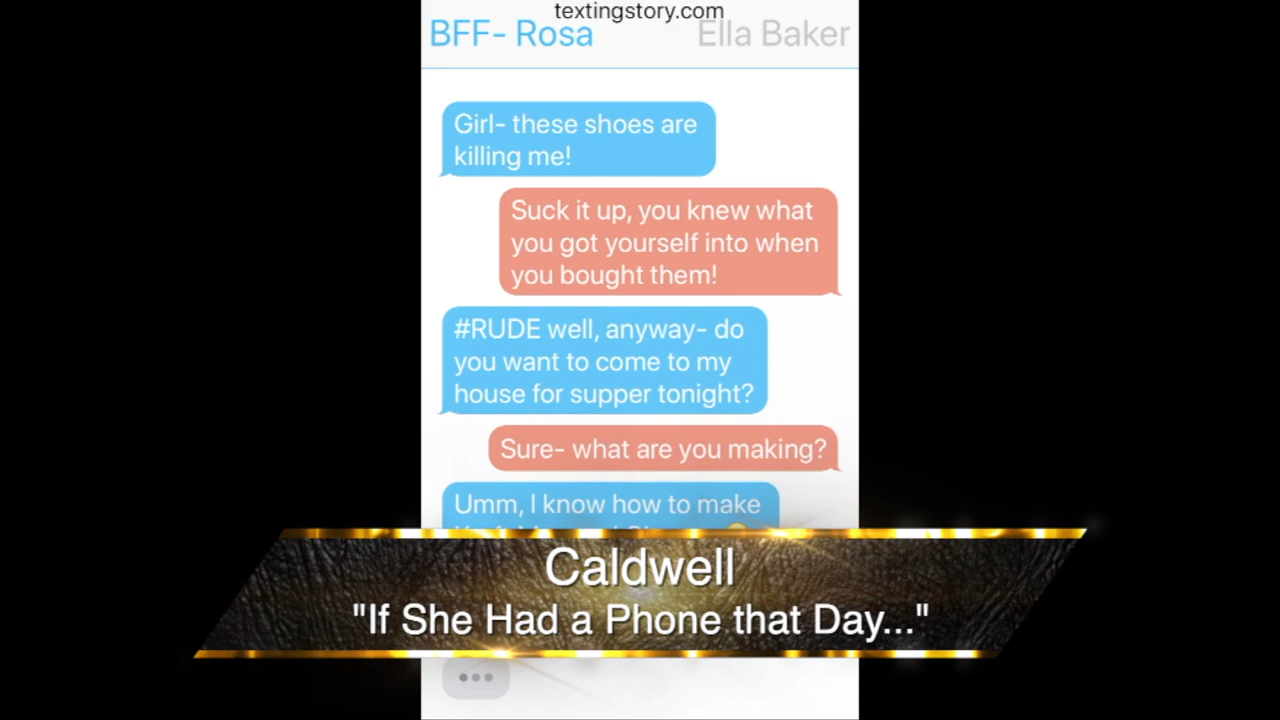 textingstory.com
BFF- Rosa
Ella Baker
Girl- these shoes are
killing me!
Suck it up, you knew what
you got yourself into when
you bought them!
#RUDE well, anyway- do
you want to come to my
house for supper tonight?
Sure- what are you making?
Umm, I know how to make
Caldwell
"If She Had a Phone that Day..."